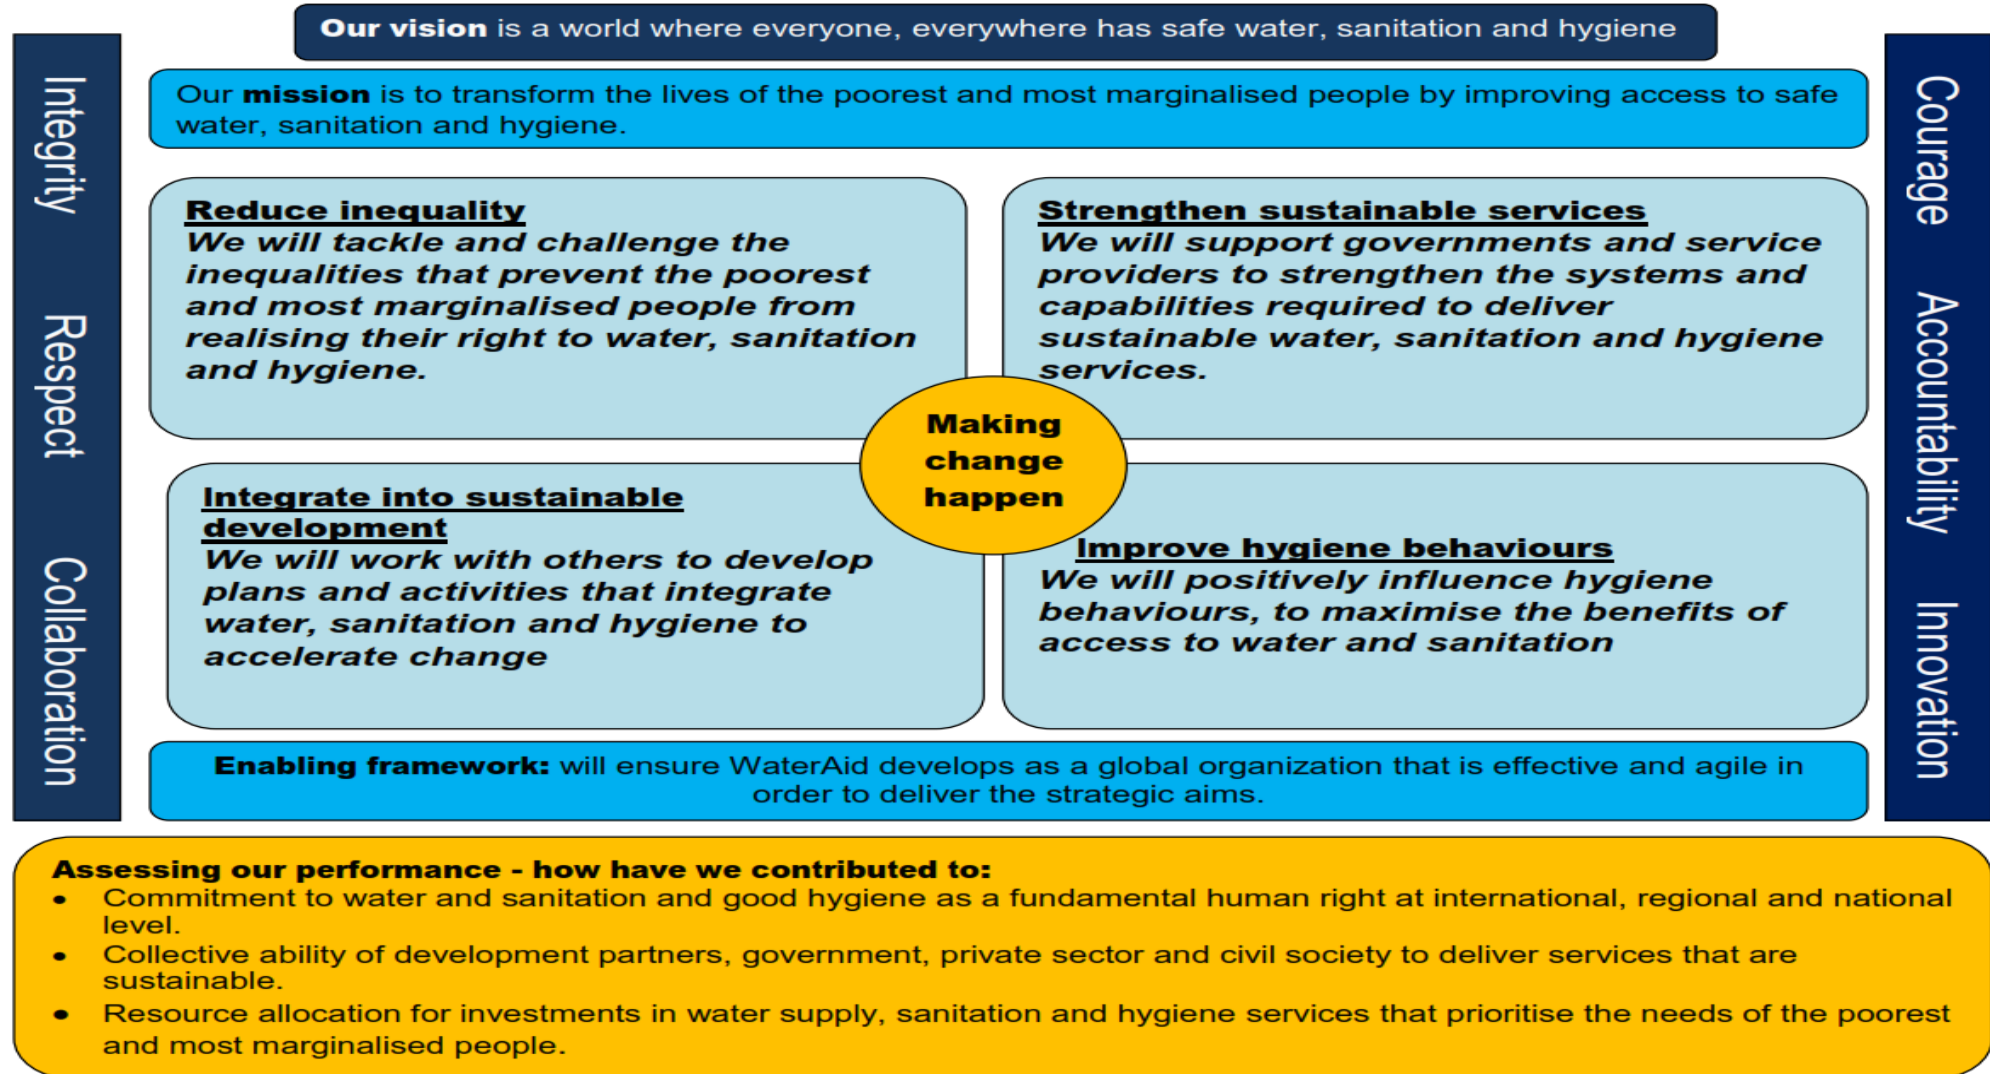 Our vision is a world where everyone, everywhere has safe water, sanitation and hygiene
Our mission is to transform the lives of the poorest and most marginalised people by improving access to safe
water, sanitation and hygiene.
Integrity
Respect
Collaboration
Reduce inequality
We will tackle and challenge the
inequalities that prevent the poorest
and most marginalised people from
realising their right to water, sanitation
and hygiene.
Strengthen sustainable services
We will support governments and service
providers to strengthen the systems and
capabilities required to deliver
sustainable water, sanitation and hygiene
services.
Making
change
happen
Integrate into sustainable
development
We will work with others to develop
plans and activities that integrate
water, sanitation and hygiene to
accelerate change
Improve hygiene behaviours
We will positively influence hygiene
behaviours, to maximise the benefits of
access to water and sanitation
Courage
Accountability
Innovation
Enabling framework: will ensure WaterAid develops as a global organization that is effective and agile in
order to deliver the strategic aims.
Assessing our performance - how have we contributed to:
• Commitment to water and sanitation and good hygiene as a fundamental human right at international, regional and national
level.
• Collective ability of development partners, government, private sector and civil society to deliver services that are
sustainable.
• Resource allocation for investments in water supply, sanitation and hygiene services that prioritise the needs of the poorest
and most marginalised people.